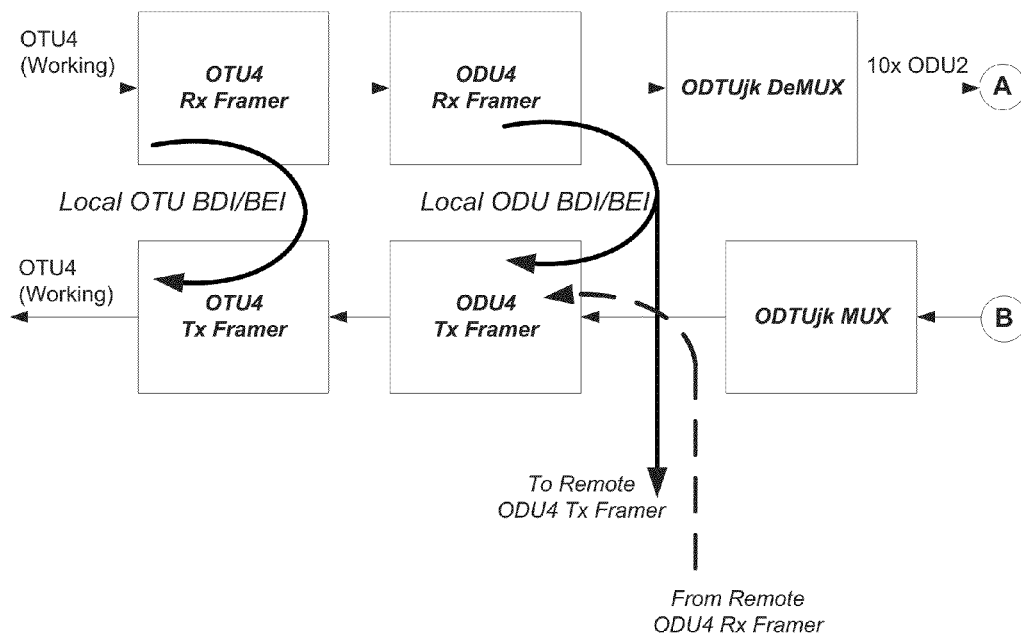 OTU4
(Working)
OTU4
Rx Framer
ODU4
Rx Framer
ODTUjk DeMUX
10x ODU2
A
Local OTU BDI/BEI
Local ODU BDI/BEI
OTU4
(Working)
OTU4
Tx Framer
ODU4
Tx Framer
ODTUjk MUX
B
To Remote
ODU4 Tx Framer
From Remote
ODU4 Rx Framer